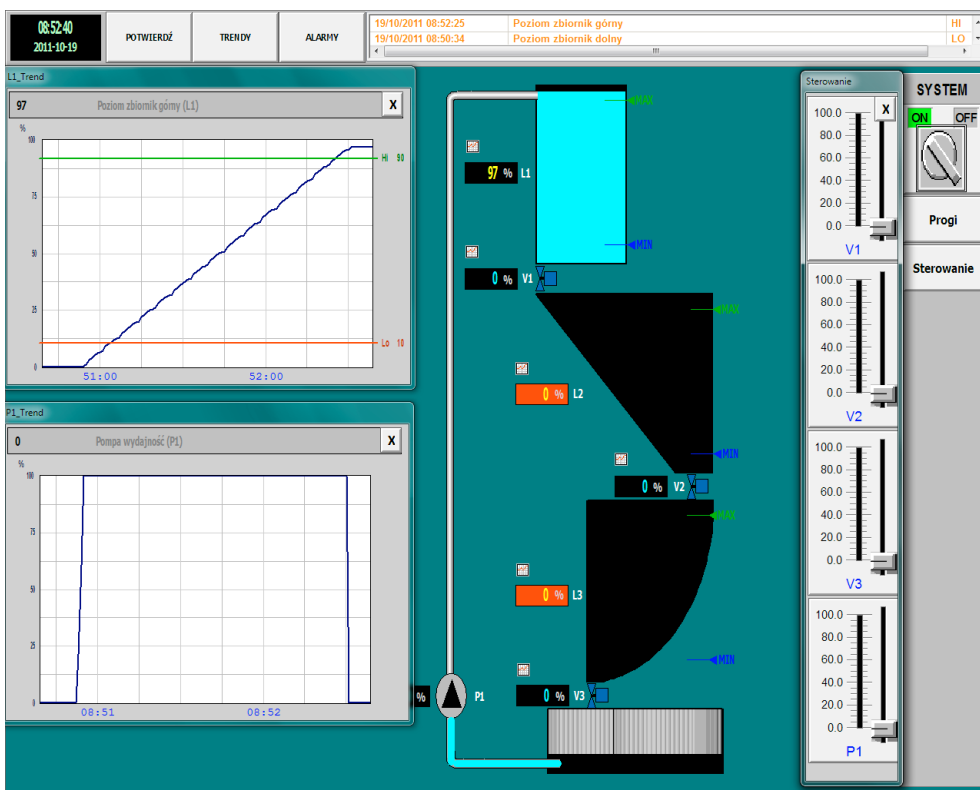 08:52:40
2011-10-19
POTWIERDŹ
TRENDY
ALARMY
19/10/2011 08:52:25 Poziom zbiornik górny HI
19/10/2011 08:50:34 Poziom zbiornik dolny LO
L1_Trend
97 Poziom zbiornik górny (L1) X
%
100
75
50
25
0
Hi 90
Lo 10
51:00 52:00
P1_Trend
0 Pompa wydajność (P1) X
%
100
75
50
25
0
08:51 08:52
MAX
97 % L1
MIN
0 % V1
MAX
0 % L2
MIN
0 % V2
MAX
0 % L3
MIN
% P1
0 % V3
Sterowanie
X
100.0
80.0
60.0
40.0
20.0
0.0
V1
100.0
80.0
60.0
40.0
20.0
0.0
V2
100.0
80.0
60.0
40.0
20.0
0.0
V3
100.0
80.0
60.0
40.0
20.0
0.0
P1
SYSTEM
ON OFF
Progi
Sterowanie